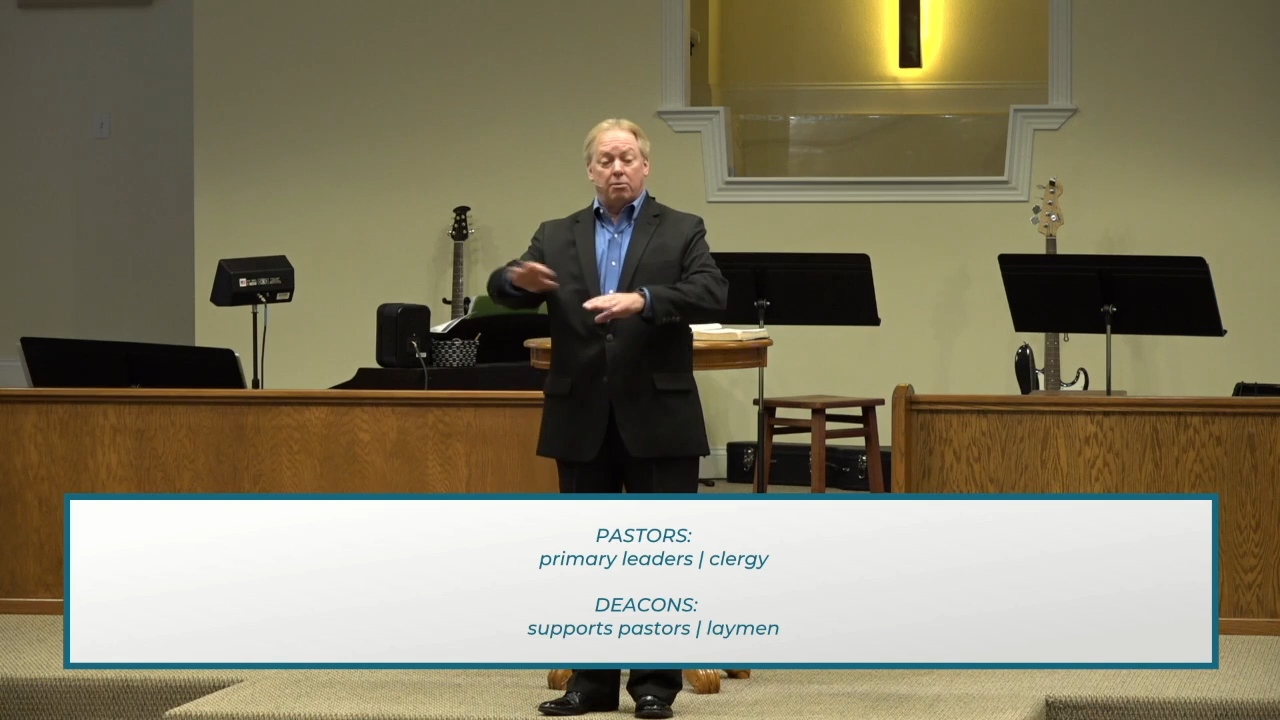 PASTORS:
primary leaders | clergy
DEACONS:
supports pastors | laymen